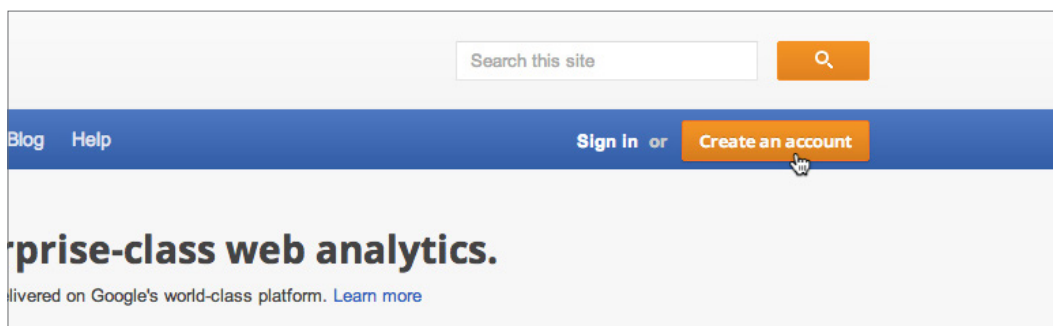 Search this site
Blog Help Sign in or Create an account
rprise-class web analytics.
livered on Google's world-class platform. Learn more